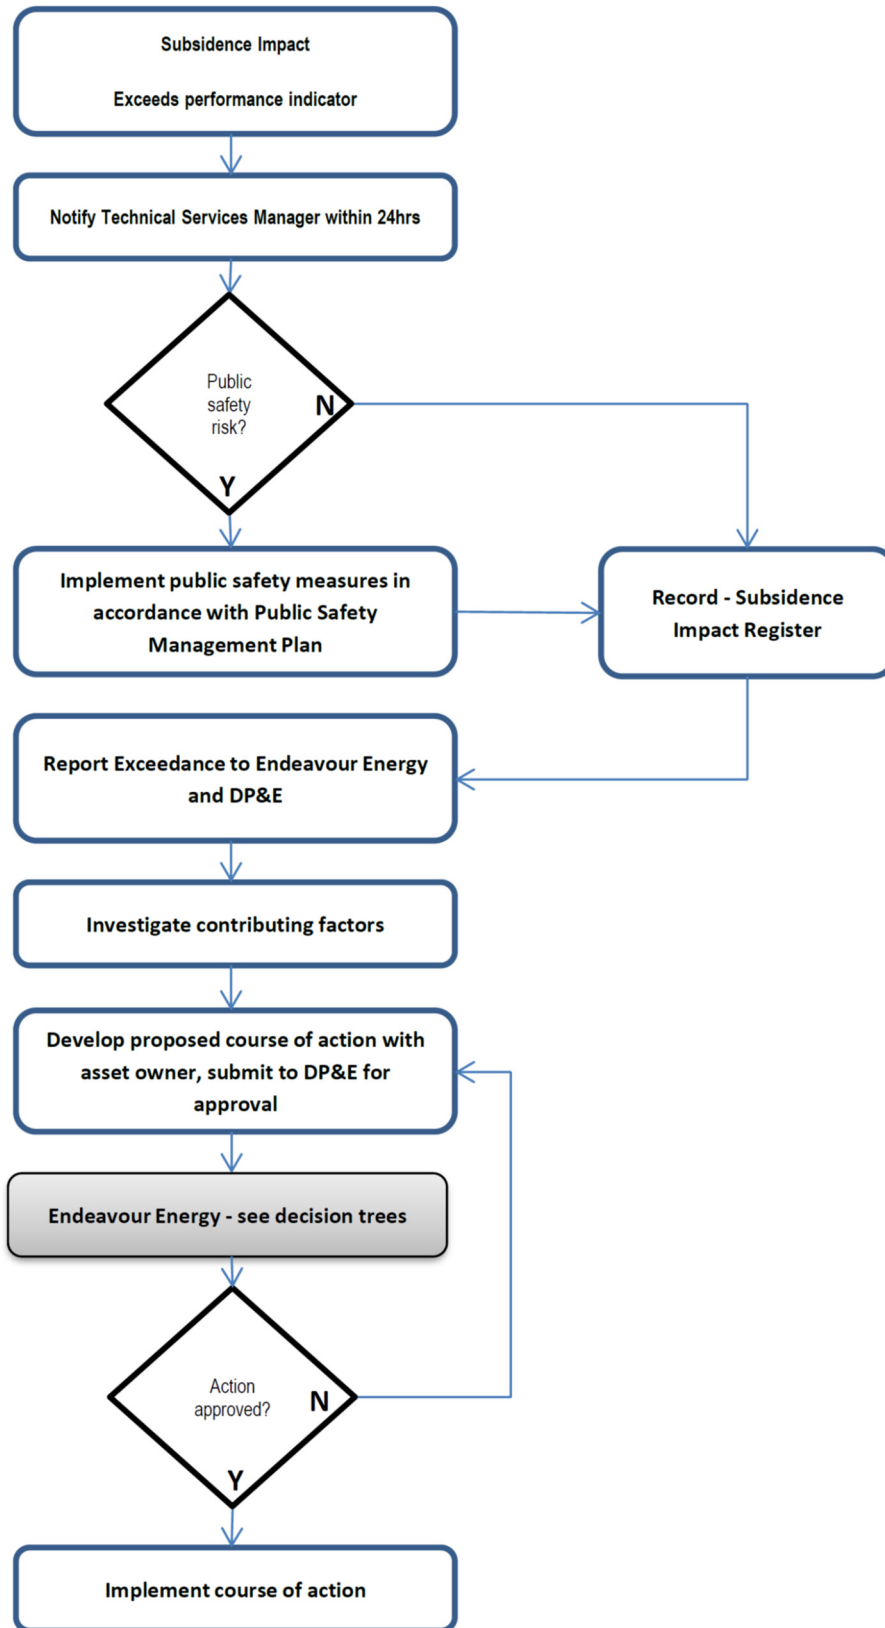 Subsidence Impact
Exceeds performance indicator
Notify Technical Services Manager within 24hrs
Public
safety
risk?
N
Y
Implement public safety measures in
accordance with Public Safety
Management Plan
Record - Subsidence
Impact Register
Report Exceedance to Endeavour Energy
and DP&E
Investigate contributing factors
Develop proposed course of action with
asset owner, submit to DP&E for
approval
Endeavour Energy - see decision trees
Action
approved?
N
Y
Implement course of action